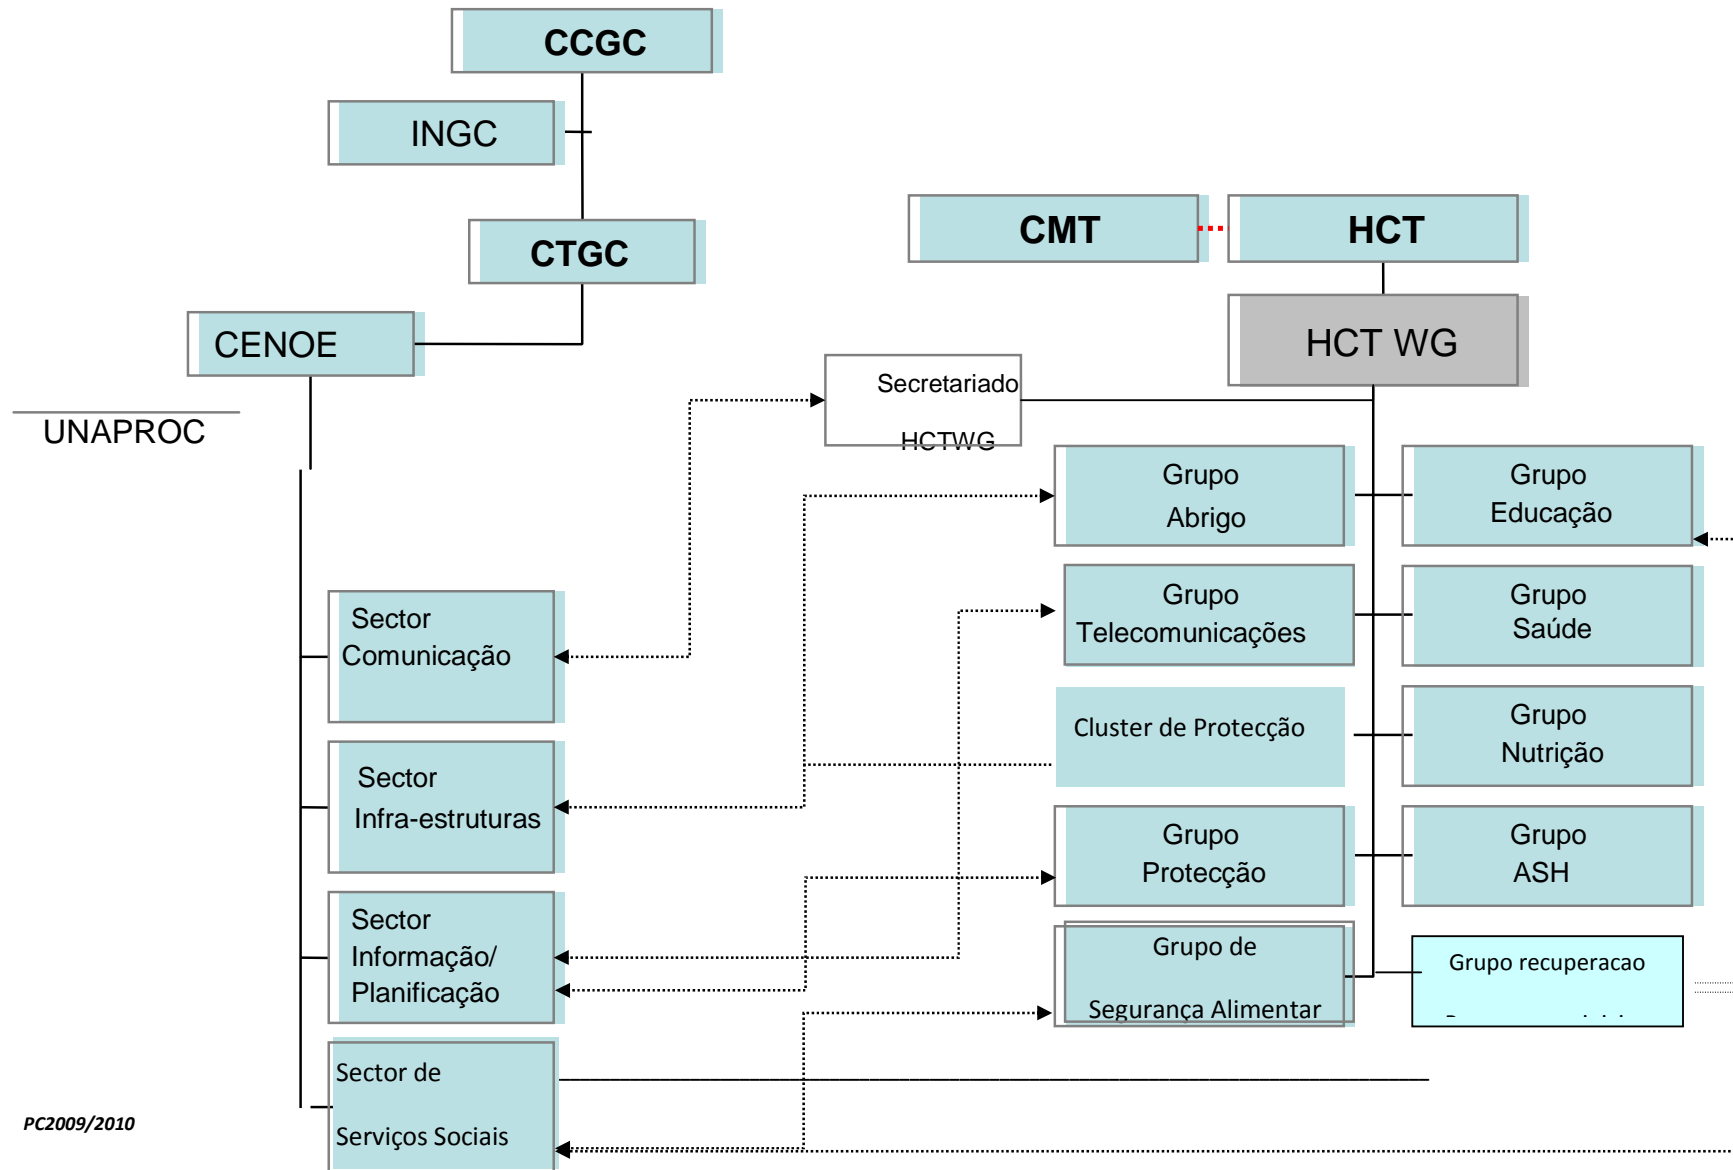 CCGC
INGC
CTGC
CMT
HCT
CENOE
HCT WG
UNAPROC
Secretariado
HCTWG
Grupo
Abrigo
Grupo
Educação
Sector
Comunicação
Grupo
Telecomunicações
Grupo
Saúde
Sector
Infra-estruturas
Cluster de Protecção
Grupo
Nutrição
Grupo
Protecção
Grupo
ASH
Sector
Informação/
Planificação
Grupo de
Segurança Alimentar
Grupo recuperacao
Sector de
Serviços Sociais
PC2009/2010